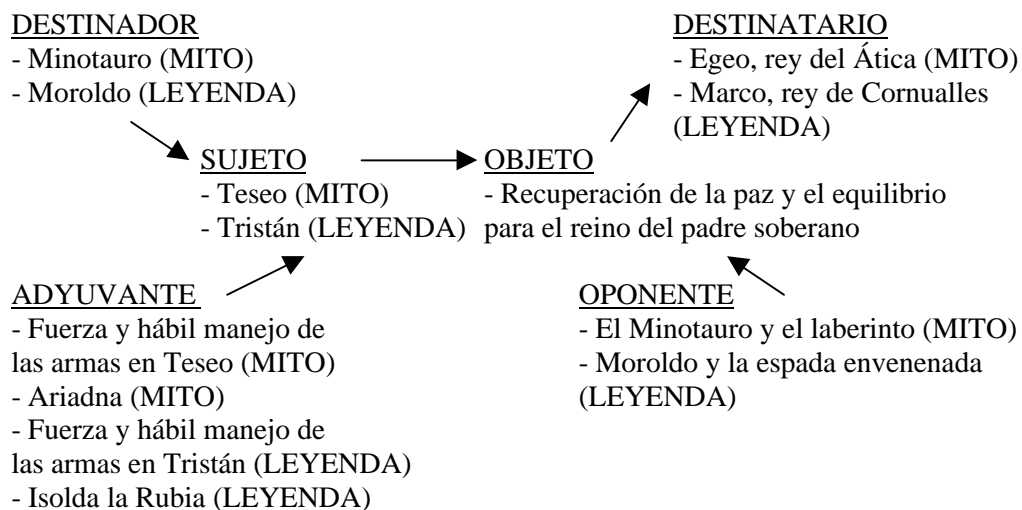 DESTINADOR
- Minotauro (MITO)
- Moroldo (LEYENDA)
DESTINATARIO
- Egeo, rey del Ática (MITO)
- Marco, rey de Cornualles
(LEYENDA)
SUJETO
- Teseo (MITO)
- Tristán (LEYENDA)
OBJETO
- Recuperación de la paz y el equilibrio
para el reino del padre soberano
ADYUVANTE
- Fuerza y hábil manejo de
las armas en Teseo (MITO)
- Ariadna (MITO)
- Fuerza y hábil manejo de
las armas en Tristán (LEYENDA)
- Isolda la Rubia (LEYENDA)
OPONENTE
- El Minotauro y el laberinto (MITO)
- Moroldo y la espada envenenada
(LEYENDA)